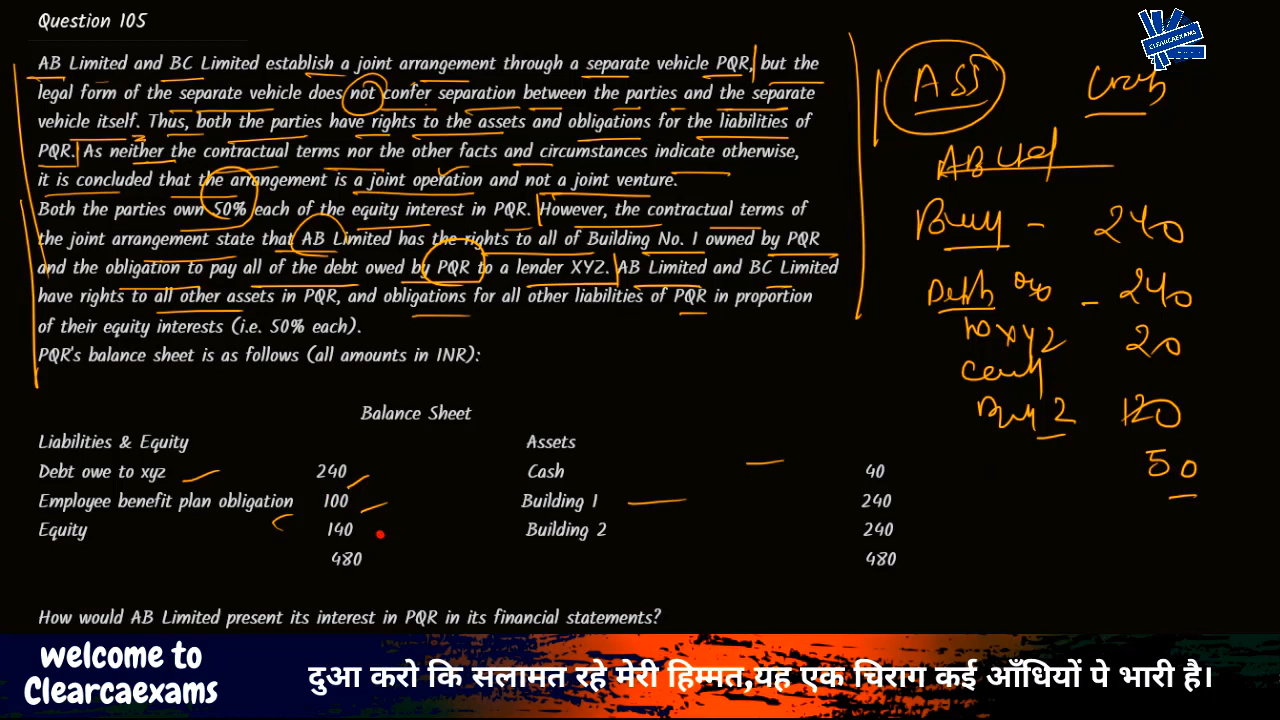 Question 105
CLEARCAEXAMS
AB Limited and BC Limited establish a joint arrangement through a separate vehicle PQR, but the
legal form of the separate vehicle does not confer separation between the parties and the separate
vehicle itself. Thus, both the parties have rights to the assets and obligations for the liabilities of
PQR. As neither the contractual terms nor the other facts and circumstances indicate otherwise,
it is concluded that the arrangement is a joint operation and not a joint venture.
Both the parties own 50% each of the equity interest in PQR. However, the contractual terms of
the joint arrangement state that AB Limited has the rights to all of Building No. 1 owned by PQR
and the obligation to pay all of the debt owed by PQR to a lender XYZ. AB Limited and BC Limited
have rights to all other assets in PQR, and obligations for all other liabilities of PQR in proportion
of their equity interests (i.e. 50% each).
PQR's balance sheet is as follows (all amounts in INR):
Balance Sheet
Liabilities & Equity Assets
Debt owe to xyz 240 Cash 40
Employee benefit plan obligation 100 Building 1 240
Equity 140 Building 2 240
480 480
How would AB Limited present its interest in PQR in its financial statements?
ASS
240
240
to xyz 20
2 120
50
welcome to
Clearcaexams
दुआ करो कि सलामत रहे मेरी हिम्मत,यह एक चिराग कई आँधियों पे भारी है।